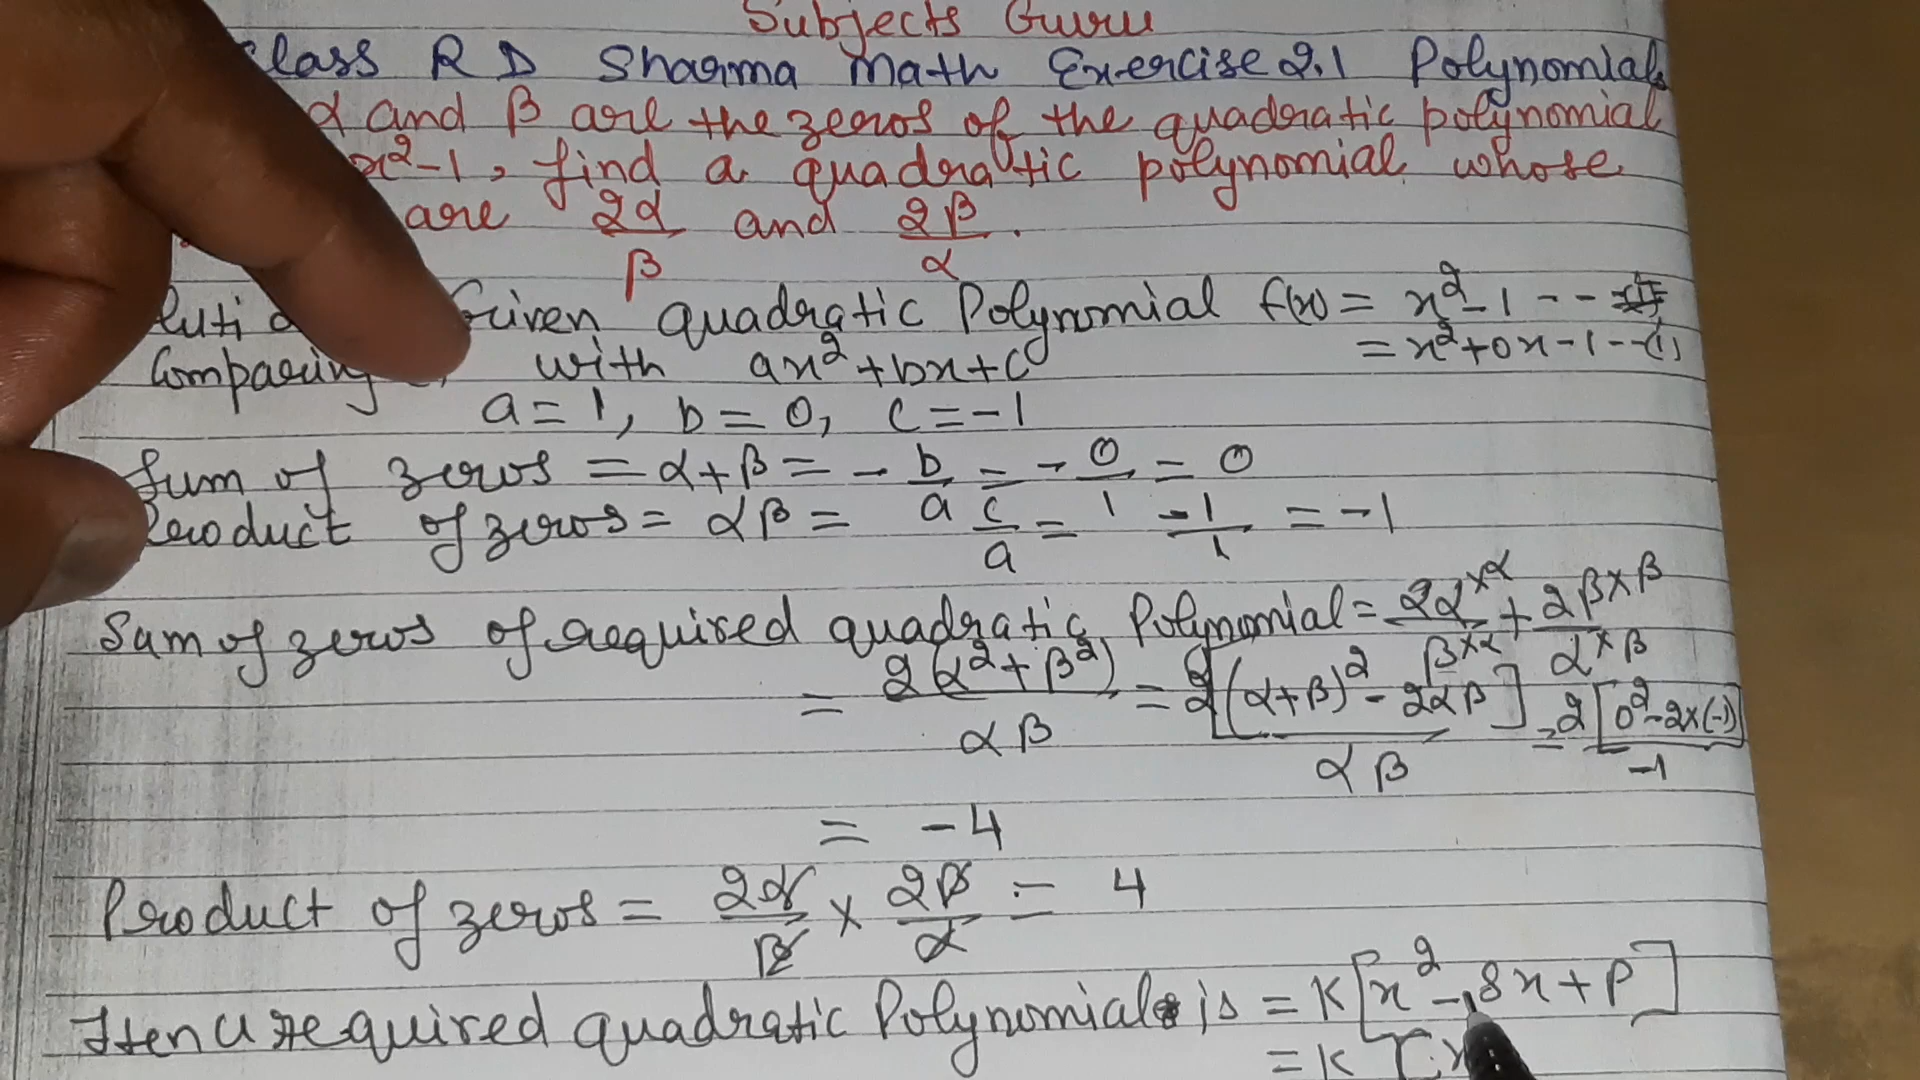 Subjects Guru
Class R D Sharma Math Exercise 2.1 Polynomials
α and β are the zeros of the quadratic polynomial
x²-1, find a quadratic polynomial whose
are 2α/β and 2β/α.
Given quadratic Polynomial f(x) = x²-1 --
= x²+0x-1--(1)
Comparing with ax²+bx+c
a=1, b=0, c=-1
Sum of zeros = α+β = -b/a = -0/1 = 0
Product of zeros = αβ = c/a = -1/1 = -1
Sum of zeros of required quadratic Polynomial = 2α×α/β×α + 2β×β/α×β
= 2(α²+β²)/αβ = 2[(α+β)²-2αβ]/αβ = 2[0²-2×(-1)]/-1
= -4
Product of zeros = 2α/β × 2β/α = 4
required quadratic Polynomial is = K[x²-Sx+P]
= K [x